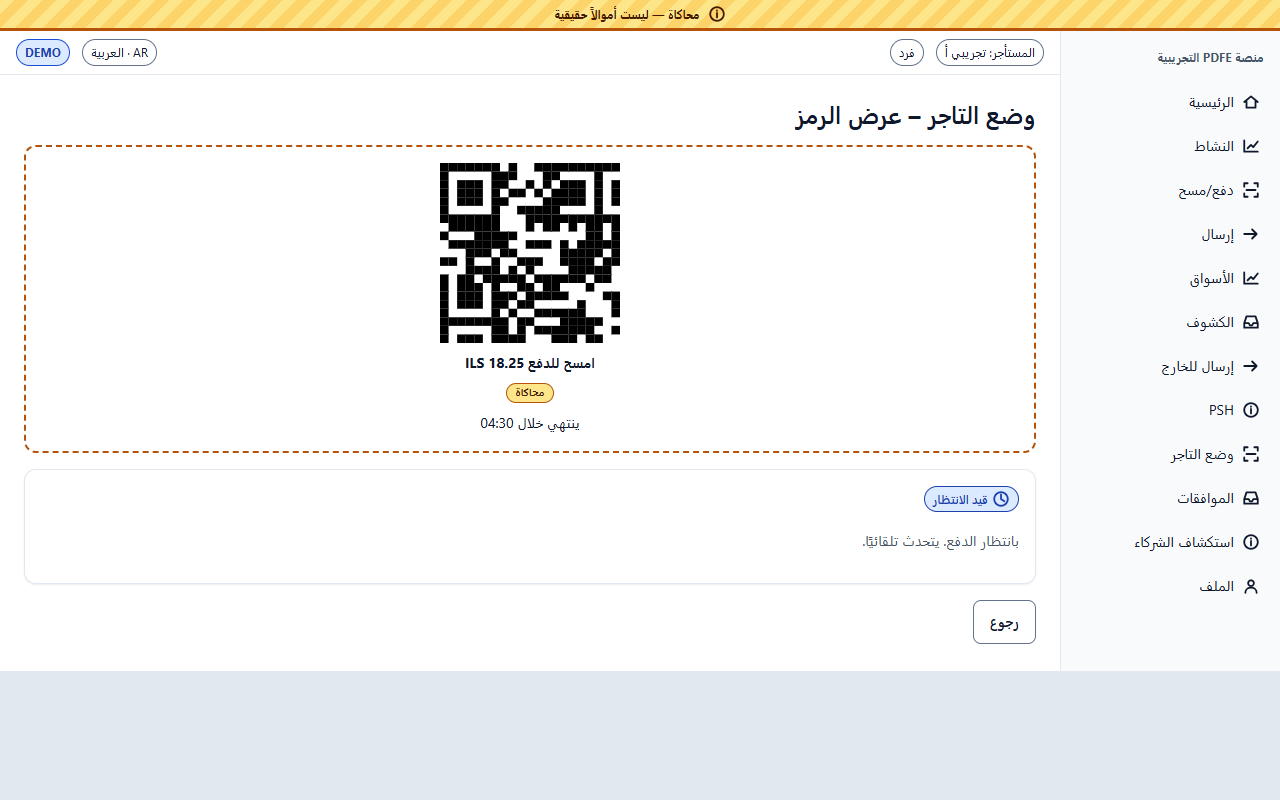 محاكاة — ليست أموالاً حقيقية
منصة PDFE التجريبية
الرئيسية
النشاط
دفع/مسح
إرسال
الأسواق
الكشوف
إرسال للخارج
PSH
وضع التاجر
الموافقات
استكشاف الشركاء
الملف
المستأجر: تجريبي أ
فرد
AR · العربية
DEMO
وضع التاجر – عرض الرمز
امسح للدفع ILS 18.25
محاكاة
ينتهي خلال 04:30
قيد الانتظار
بانتظار الدفع. يتحدث تلقائيًا.
رجوع